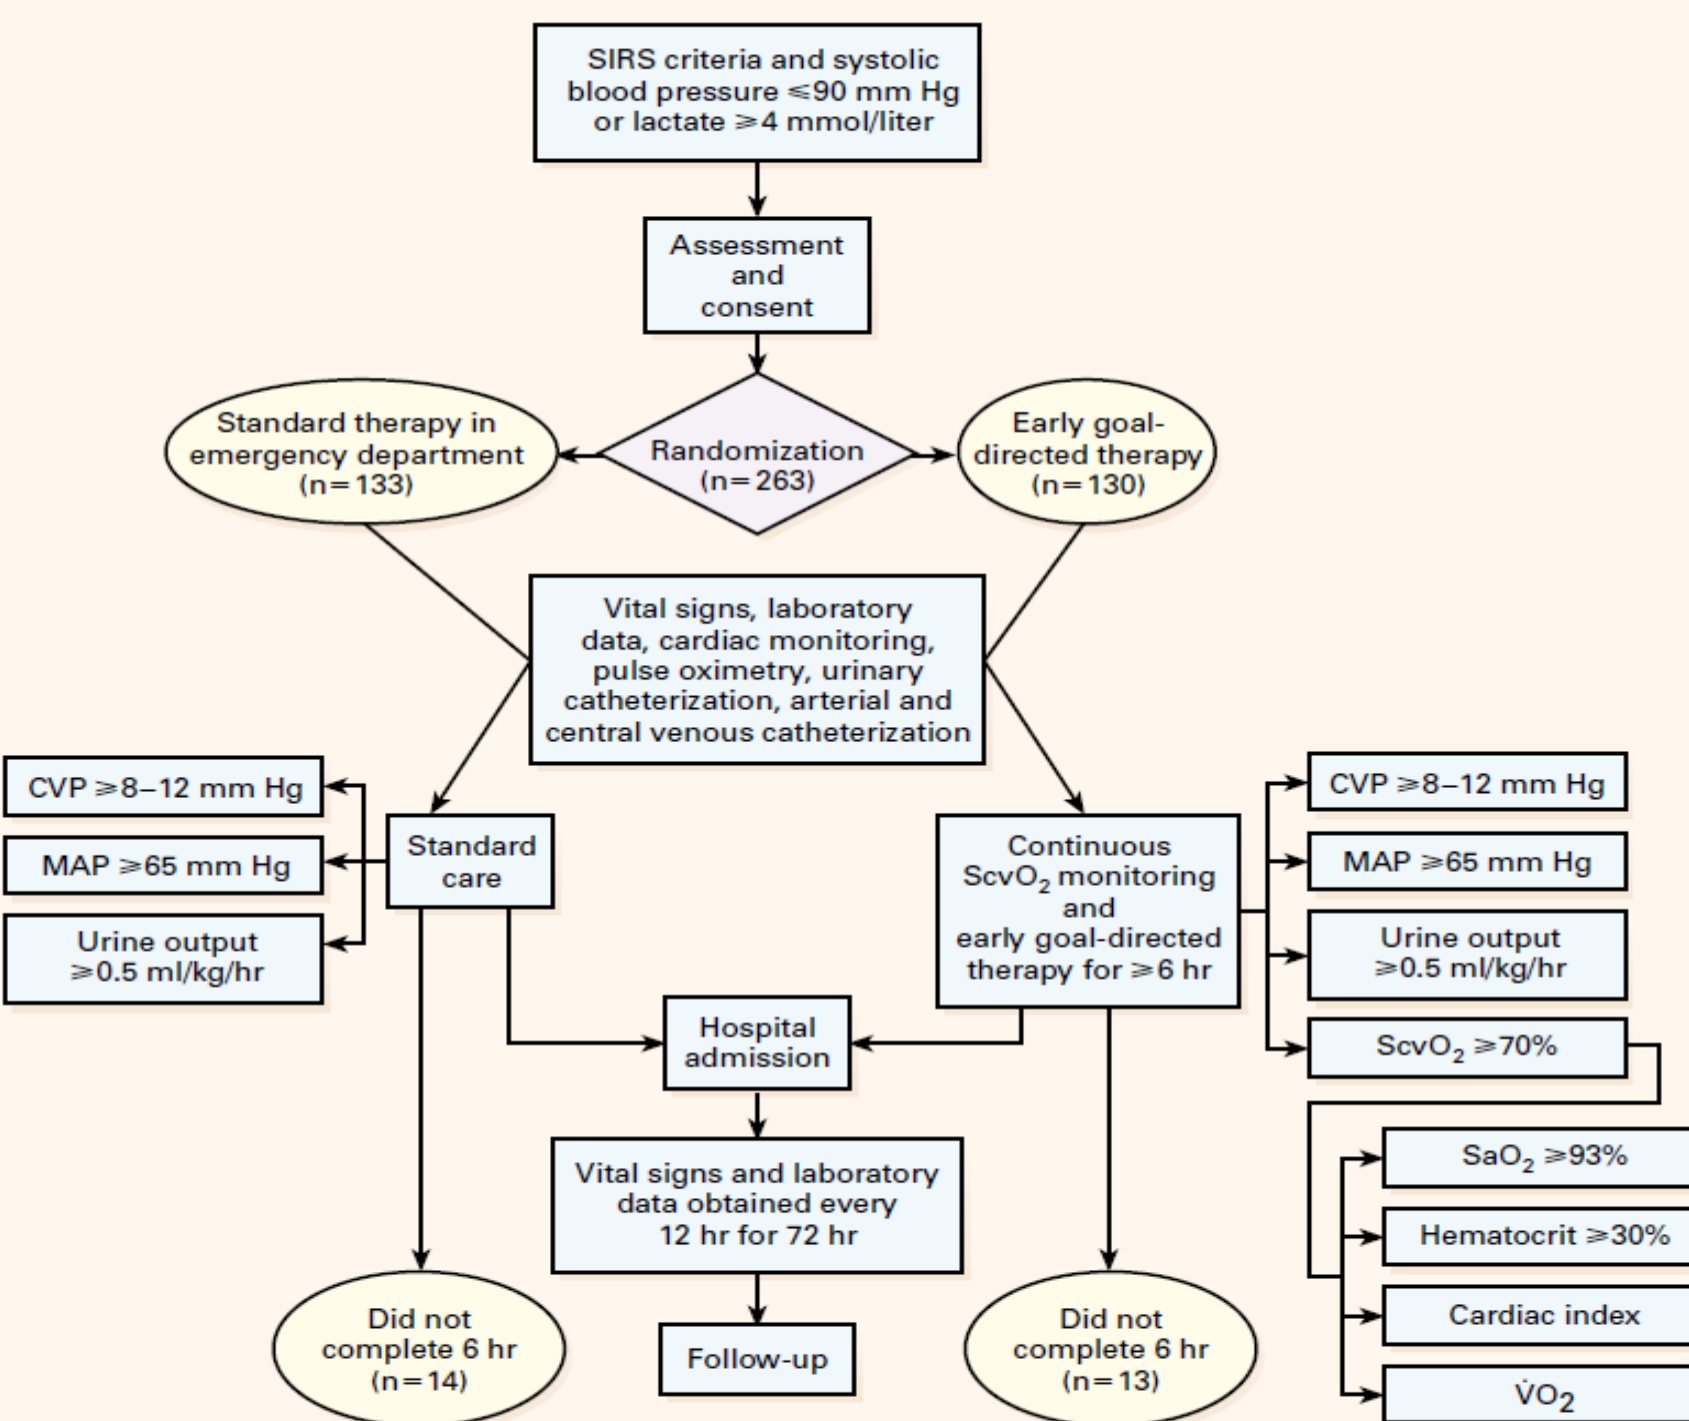 SIRS criteria and systolic
blood pressure ⩽90 mm Hg
or lactate ⩾4 mmol/liter
Assessment
and
consent
Standard therapy in
emergency department
(n=133)
Randomization
(n=263)
Early goal-
directed therapy
(n=130)
Vital signs, laboratory
data, cardiac monitoring,
pulse oximetry, urinary
catheterization, arterial and
central venous catheterization
CVP ⩾8–12 mm Hg
MAP ⩾65 mm Hg
Urine output
⩾0.5 ml/kg/hr
Standard
care
Continuous
ScvO₂ monitoring
and
early goal-directed
therapy for ⩾6 hr
CVP ⩾8–12 mm Hg
MAP ⩾65 mm Hg
Urine output
⩾0.5 ml/kg/hr
ScvO₂ ⩾70%
SaO₂ ⩾93%
Hematocrit ⩾30%
Cardiac index
V̇O₂
Hospital
admission
Vital signs and laboratory
data obtained every
12 hr for 72 hr
Did not
complete 6 hr
(n=14)
Follow-up
Did not
complete 6 hr
(n=13)